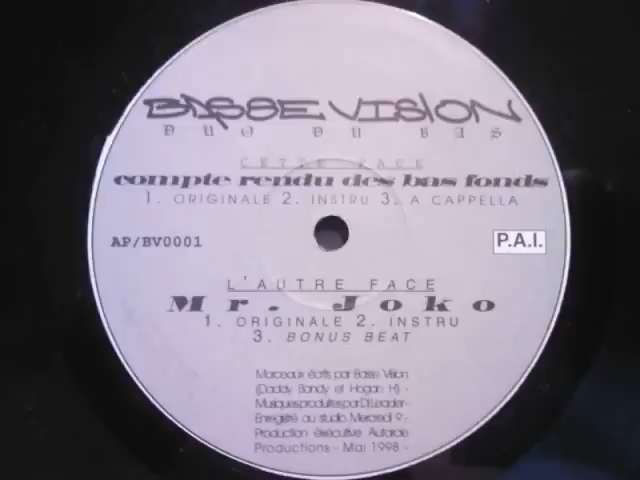 BASSE VISION
DUO DU BAS
CETTE FACE
compte rendu des bas fonds
1. ORIGINALE 2. INSTRU 3. A CAPPELLA
AP/BV0001
P.A.I.
L'AUTRE FACE
Mr. Joko
1. ORIGINALE 2. INSTRU
3. BONUS BEAT
Morceaux écrits par Basse Vision
(Daddy Bandy et Hogan H) -
Musiques produites par Dj Leader -
Enregistré au studio Mercredi 9 -
Production éxécutive Autarcie
Productions - Mai 1998 -